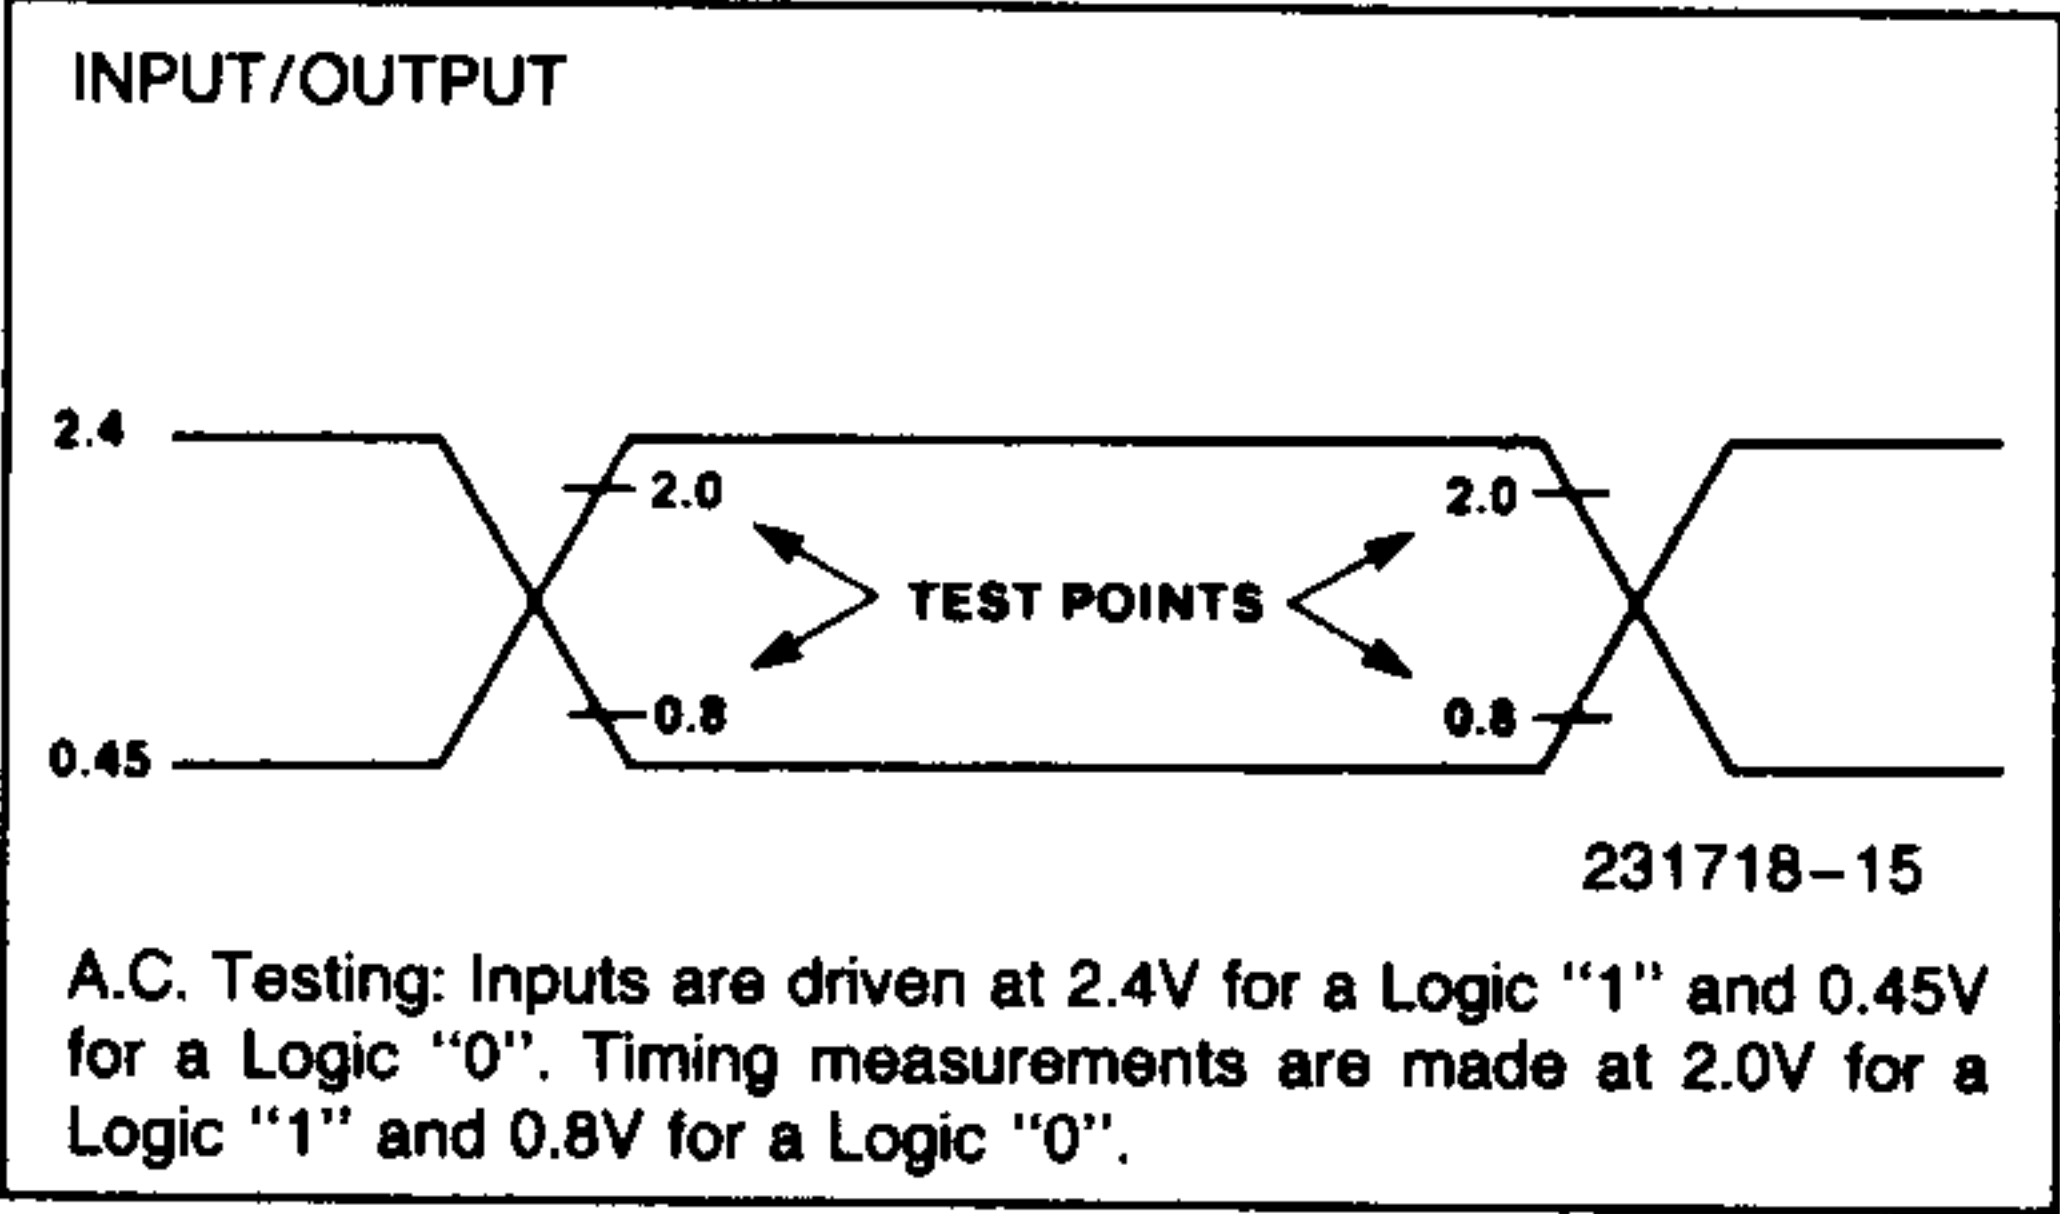 INPUT/OUTPUT
2.4
2.0
2.0
TEST POINTS
0.8
0.8
0.45
231718–15
A.C. Testing: Inputs are driven at 2.4V for a Logic “1” and 0.45V
for a Logic “0”. Timing measurements are made at 2.0V for a
Logic “1” and 0.8V for a Logic “0”.